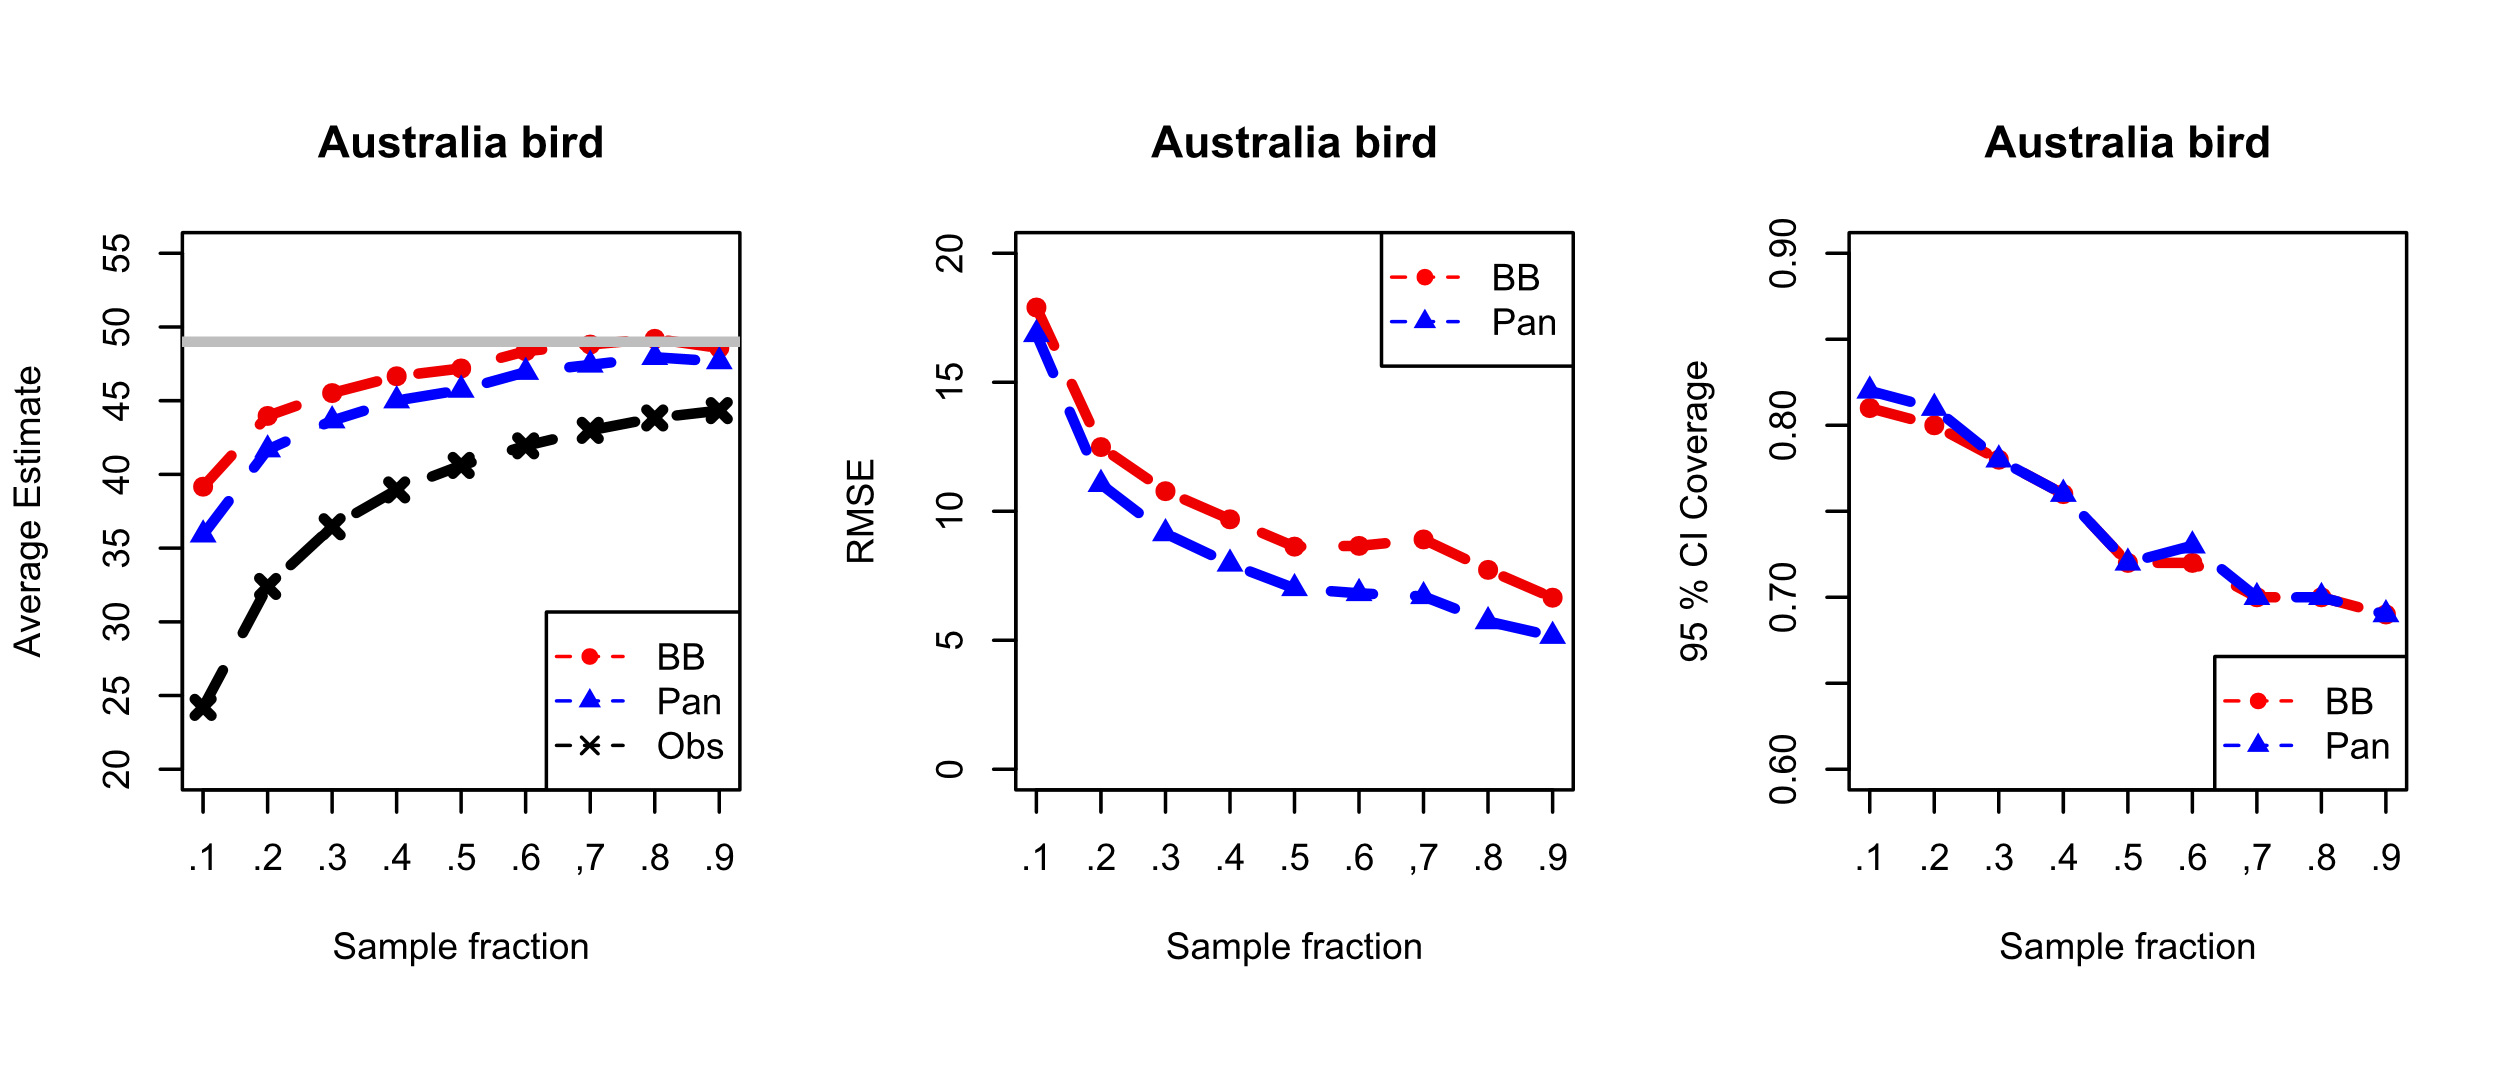 Australia bird
Average Estimate
55
50
45
40
35
30
25
20
BB
Pan
Obs
.1 .2 .3 .4 .5 .6 ,7 .8 .9
Sample fraction
Australia bird
RMSE
20
15
10
5
0
BB
Pan
.1 .2 .3 .4 .5 .6 ,7 .8 .9
Sample fraction
Australia bird
95 % CI Coverage
0.90
0.80
0.70
0.60
BB
Pan
.1 .2 .3 .4 .5 .6 ,7 .8 .9
Sample fraction